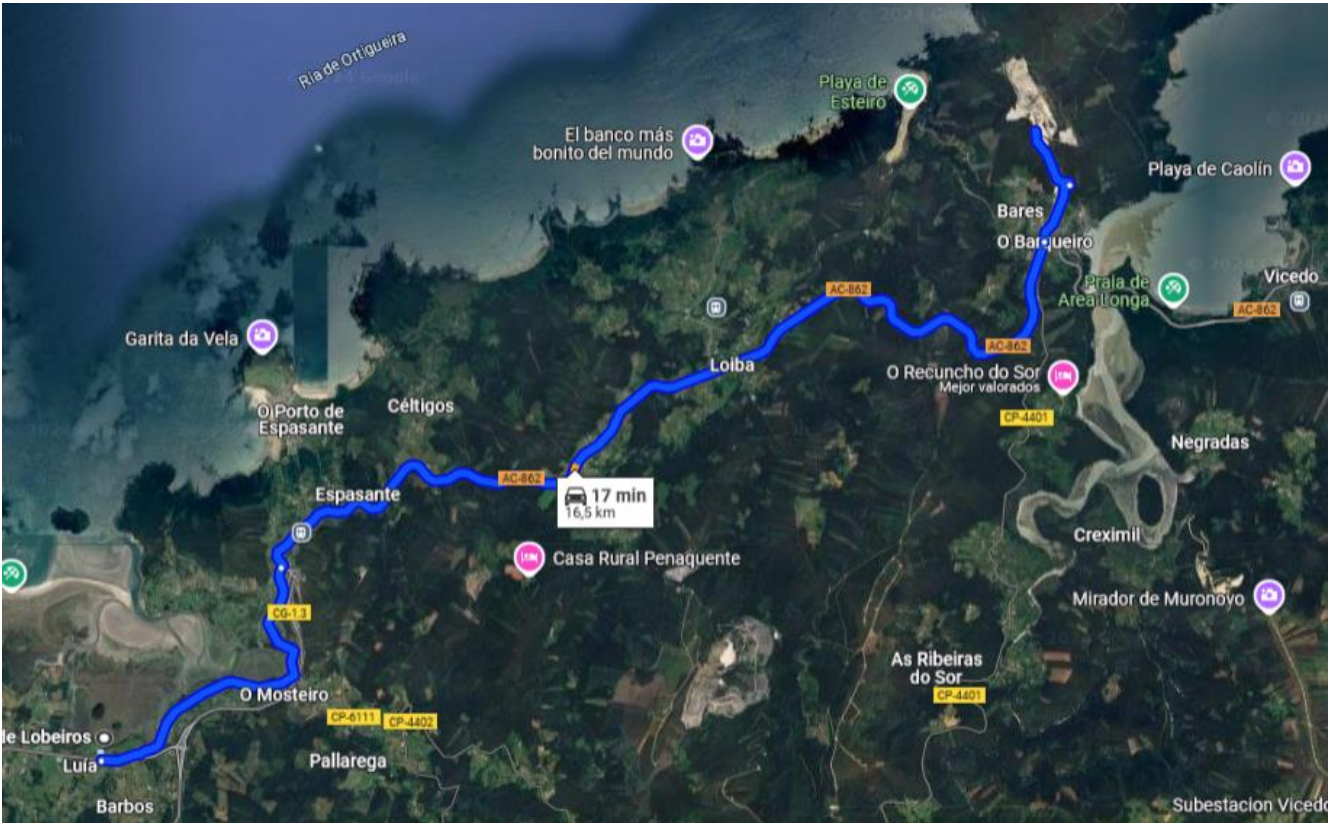 Ria de Ortigueira
Playa de
Esteiro
El banco más
bonito del mundo
Playa de Caolín
Bares
O Barqueiro
Praia de
Area Longa
Vicedo
AC-862
AC-862
Garita da Vela
AC-862
Loiba
O Recuncho do Sor
Mejor valorados
O Porto de
Espasante
Céltigos
CP-4401
Negradas
AC-862
Espasante
17 min
16,5 km
Creximil
Casa Rural Penaquente
CG-1.3
Mirador de Muronovo
As Ribeiras
do Sor
CP-4401
O Mosteiro
CP-6111
CP-4402
de Lobeiros
Luía
Pallarega
Barbos
Subestacion Vicedo